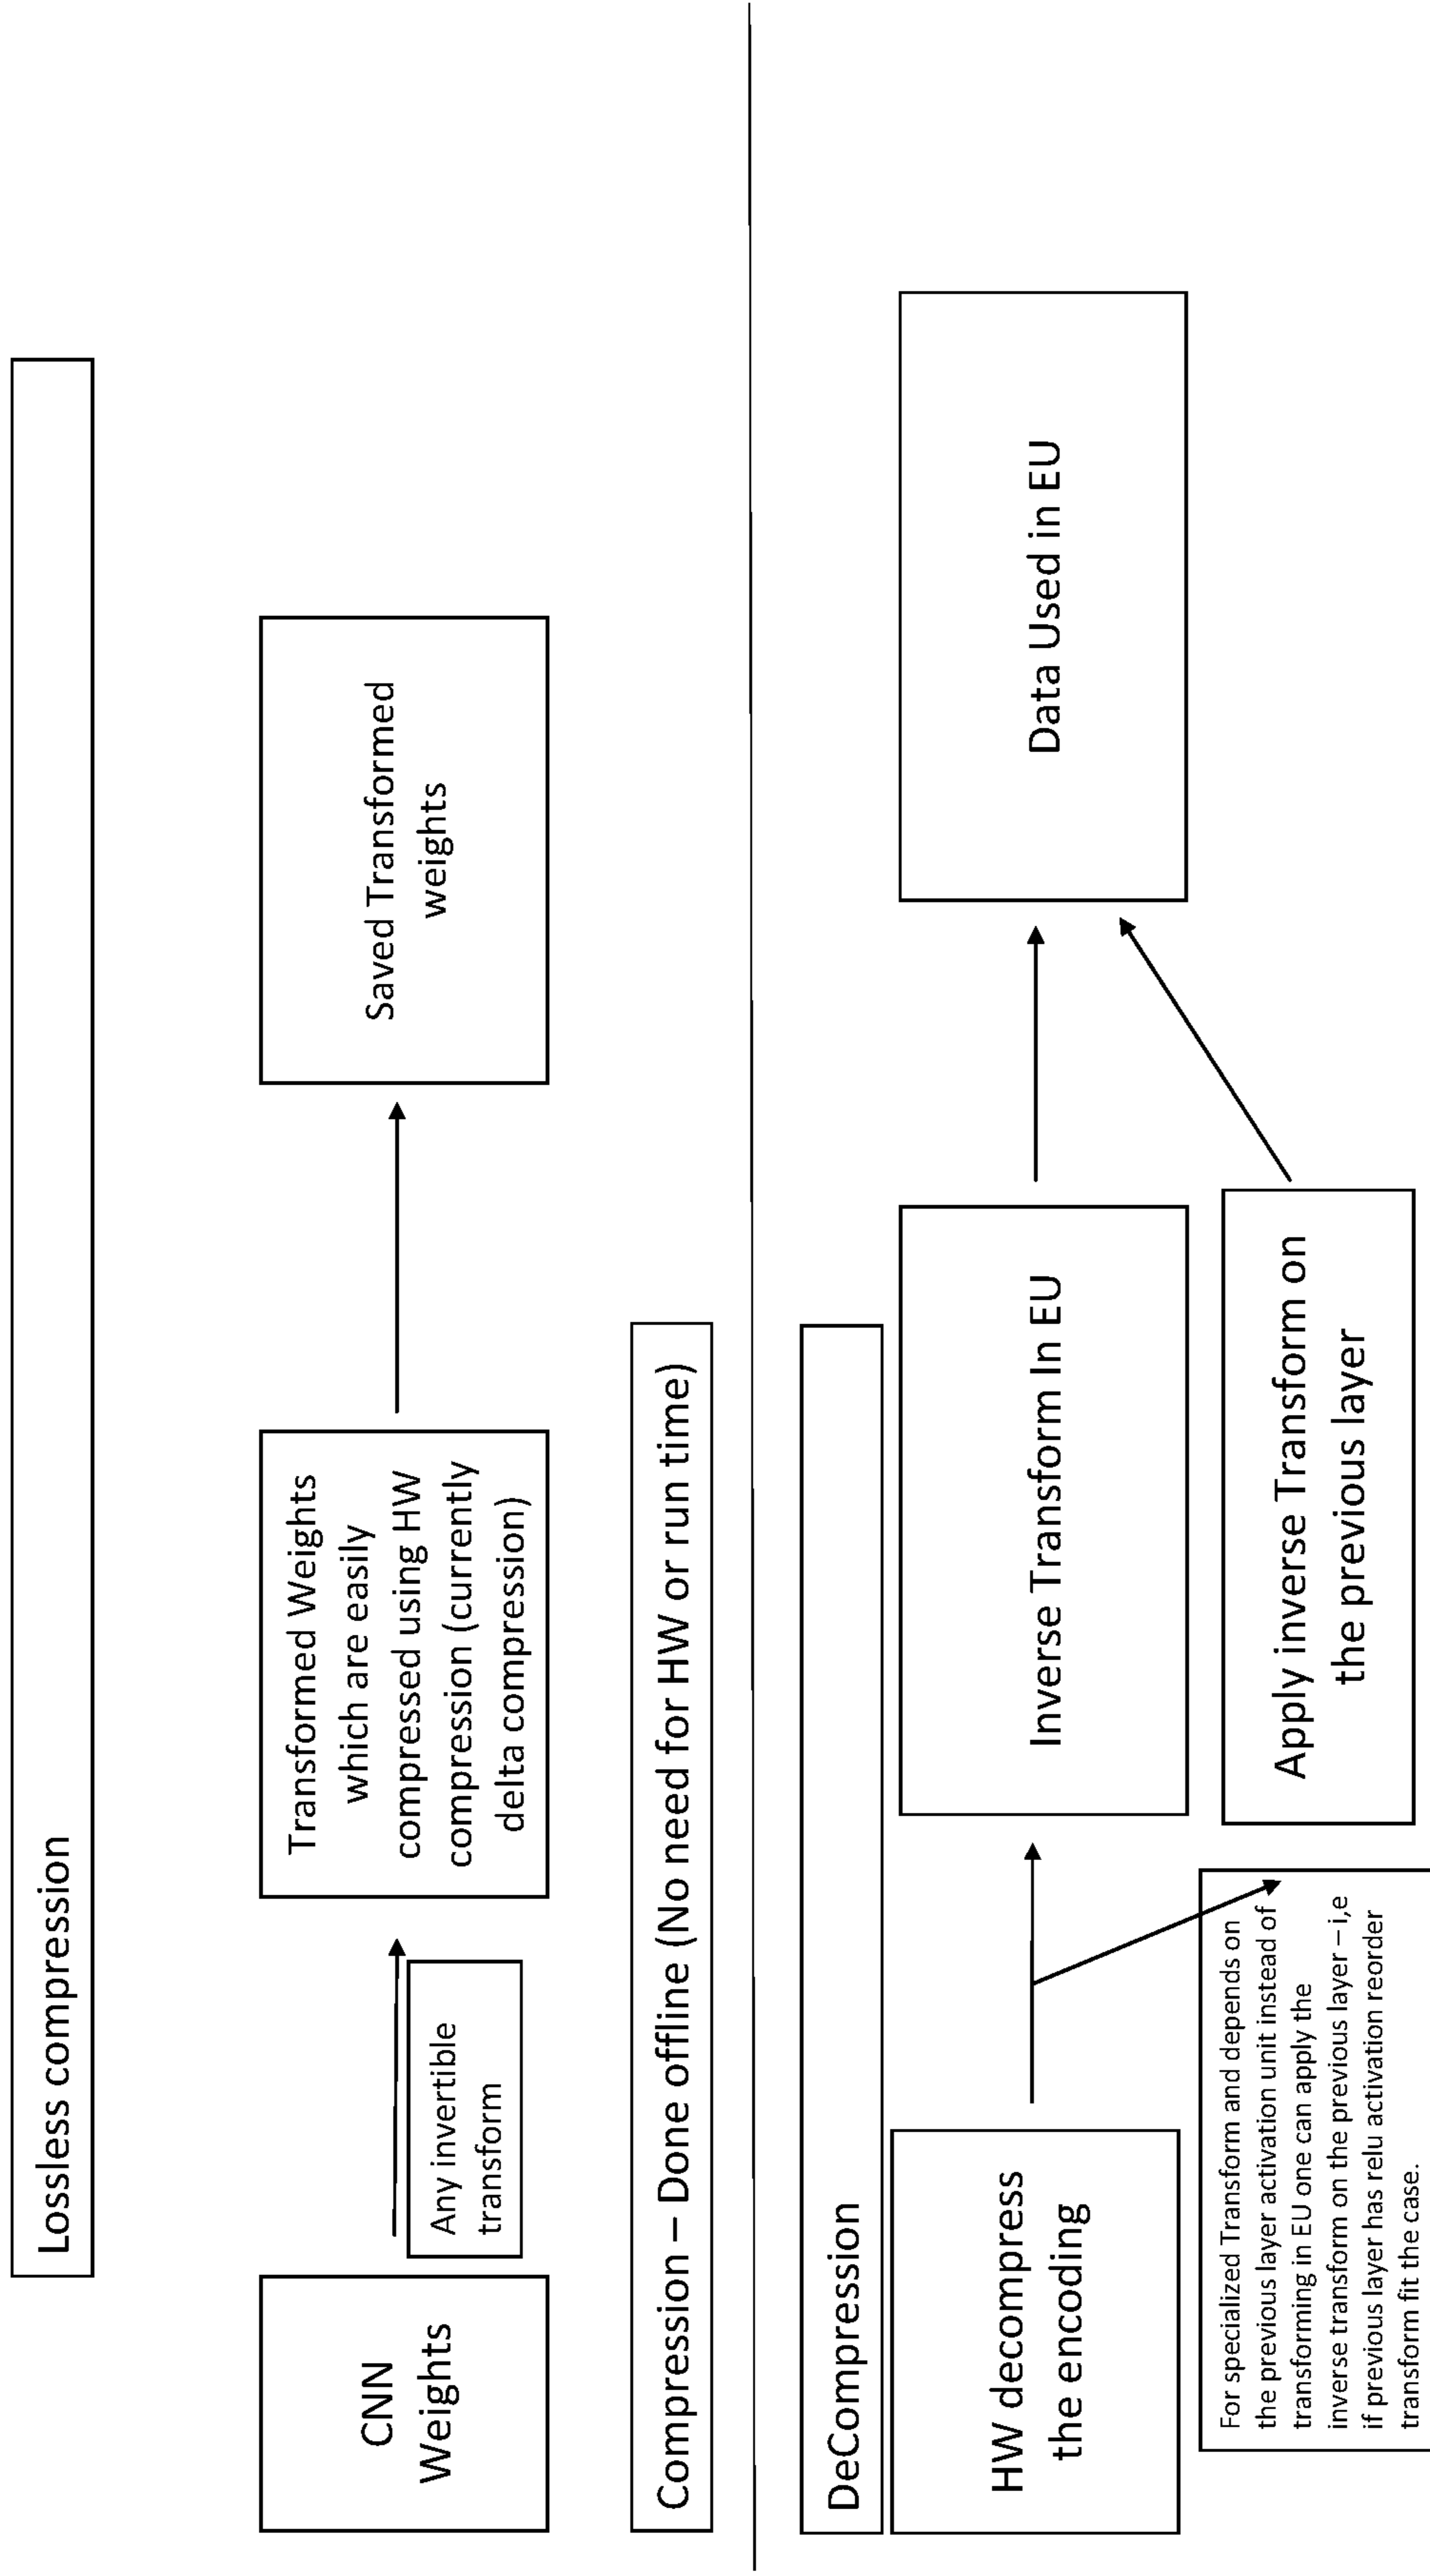 Lossless compression
CNN
Weights
Any invertible
transform
Transformed Weights
which are easily
compressed using HW
compression (currently
delta compression)
Saved Transformed
weights
Compression – Done offline (No need for HW or run time)
DeCompression
HW decompress
the encoding
Inverse Transform In EU
Data Used in EU
For specialized Transform and depends on
the previous layer activation unit instead of
transforming in EU one can apply the
inverse transform on the previous layer – i,e
if previous layer has relu activation reorder
transform fit the case.
Apply inverse Transform on
the previous layer